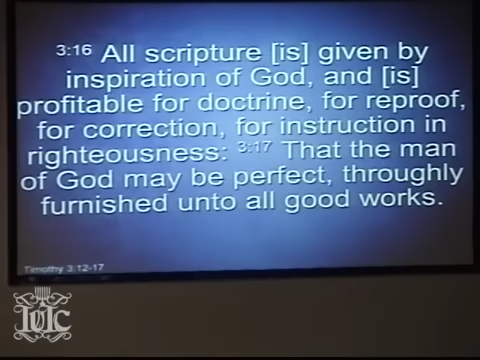 3:16 All scripture [is] given by
inspiration of God, and [is]
profitable for doctrine, for reproof,
for correction, for instruction in
righteousness: 3:17 That the man
of God may be perfect, throughly
furnished unto all good works.
Timothy 3.12-17
IUIC